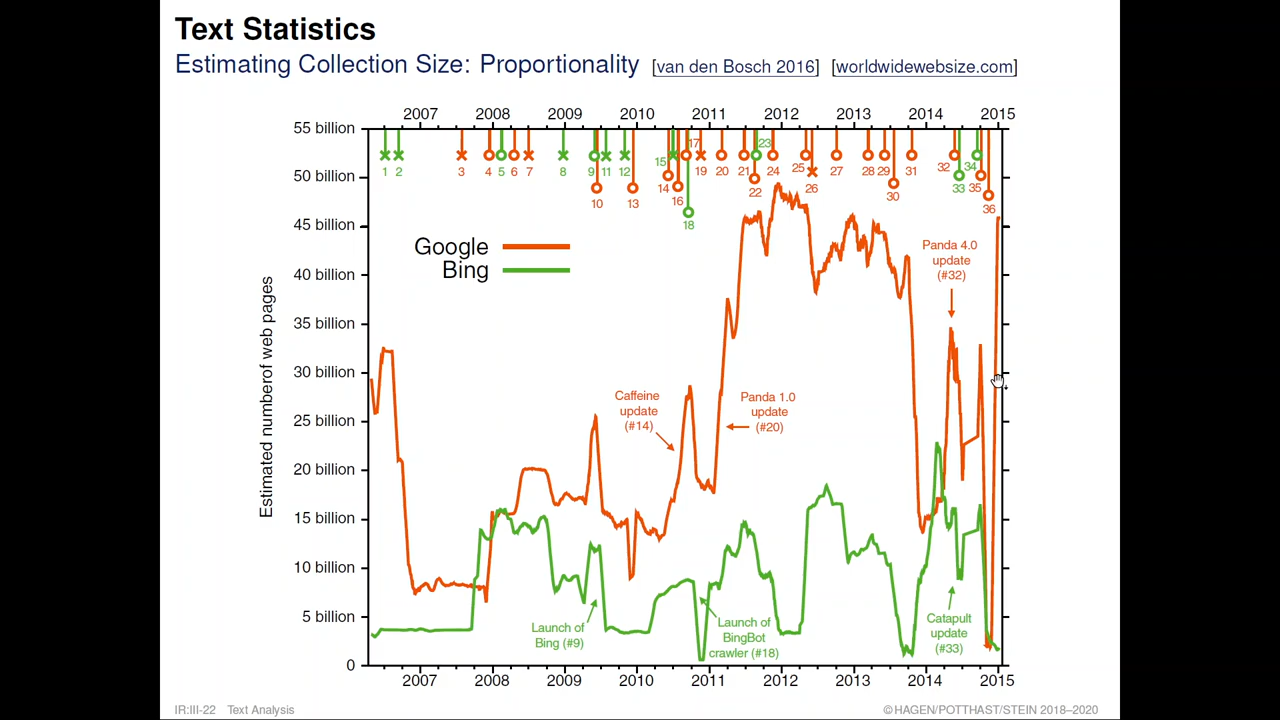 Text Statistics
Estimating Collection Size: Proportionality [van den Bosch 2016] [worldwidewebsize.com]
2007 2008 2009 2010 2011 2012 2013 2014 2015
55 billion
50 billion
45 billion
40 billion
35 billion
30 billion
25 billion
20 billion
15 billion
10 billion
5 billion
0
Estimated numberof web pages
1 2 3 4 5 6 7 8 9 10 11 12 13 14 15 16 17 18 19 20 21 22 23 24 25 26 27 28 29 30 31 32 33 34 35 36
Google
Bing
Panda 4.0
update
(#32)
Caffeine
update
(#14)
Panda 1.0
update
(#20)
Launch of
Bing (#9)
Launch of
BingBot
crawler (#18)
Catapult
update
(#33)
2007 2008 2009 2010 2011 2012 2013 2014 2015
IR:III-22 Text Analysis
©HAGEN/POTTHAST/STEIN 2018–2020